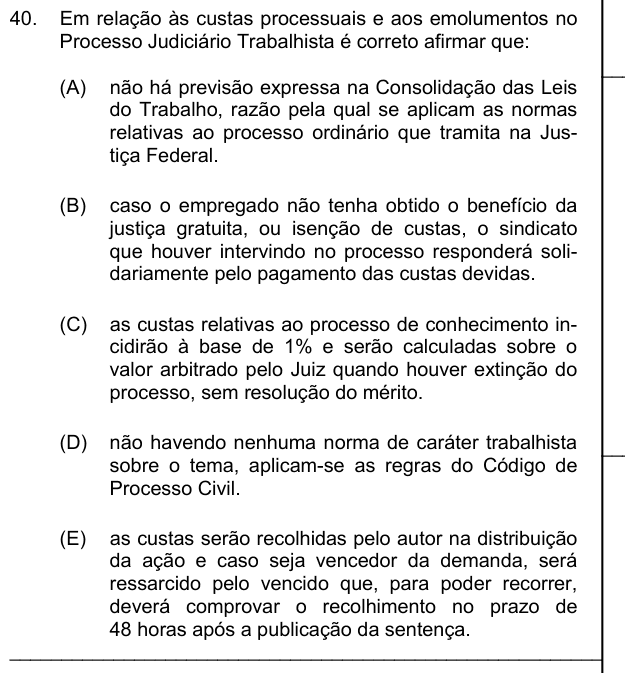 40. Em relação às custas processuais e aos emolumentos no
Processo Judiciário Trabalhista é correto afirmar que:
(A) não há previsão expressa na Consolidação das Leis
do Trabalho, razão pela qual se aplicam as normas
relativas ao processo ordinário que tramita na Jus-
tiça Federal.
(B) caso o empregado não tenha obtido o benefício da
justiça gratuita, ou isenção de custas, o sindicato
que houver intervindo no processo responderá soli-
dariamente pelo pagamento das custas devidas.
(C) as custas relativas ao processo de conhecimento in-
cidirão à base de 1% e serão calculadas sobre o
valor arbitrado pelo Juiz quando houver extinção do
processo, sem resolução do mérito.
(D) não havendo nenhuma norma de caráter trabalhista
sobre o tema, aplicam-se as regras do Código de
Processo Civil.
(E) as custas serão recolhidas pelo autor na distribuição
da ação e caso seja vencedor da demanda, será
ressarcido pelo vencido que, para poder recorrer,
deverá comprovar o recolhimento no prazo de
48 horas após a publicação da sentença.